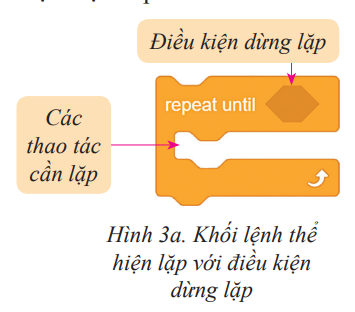 Điều kiện dừng lặp
repeat until
Các
thao tác
cần lặp
Hình 3a. Khối lệnh thể
hiện lặp với điều kiện
dừng lặp